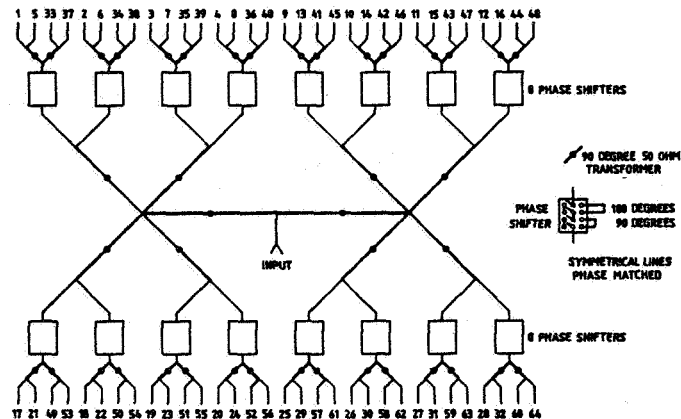 1 5 33 37 2 6 34 38 3 7 35 39 4 8 36 40 9 13 41 45 10 14 42 46 11 15 43 47 12 16 44 48
8 PHASE SHIFTERS
90 DEGREE 50 OHM
TRANSFORMER
PHASE
SHIFTER
180 DEGREES
90 DEGREES
INPUT
SYMMETRICAL LINES
PHASE MATCHED
8 PHASE SHIFTERS
17 21 49 53 18 22 50 54 19 23 51 55 20 24 52 56 25 29 57 61 26 30 58 62 27 31 59 63 28 32 60 64